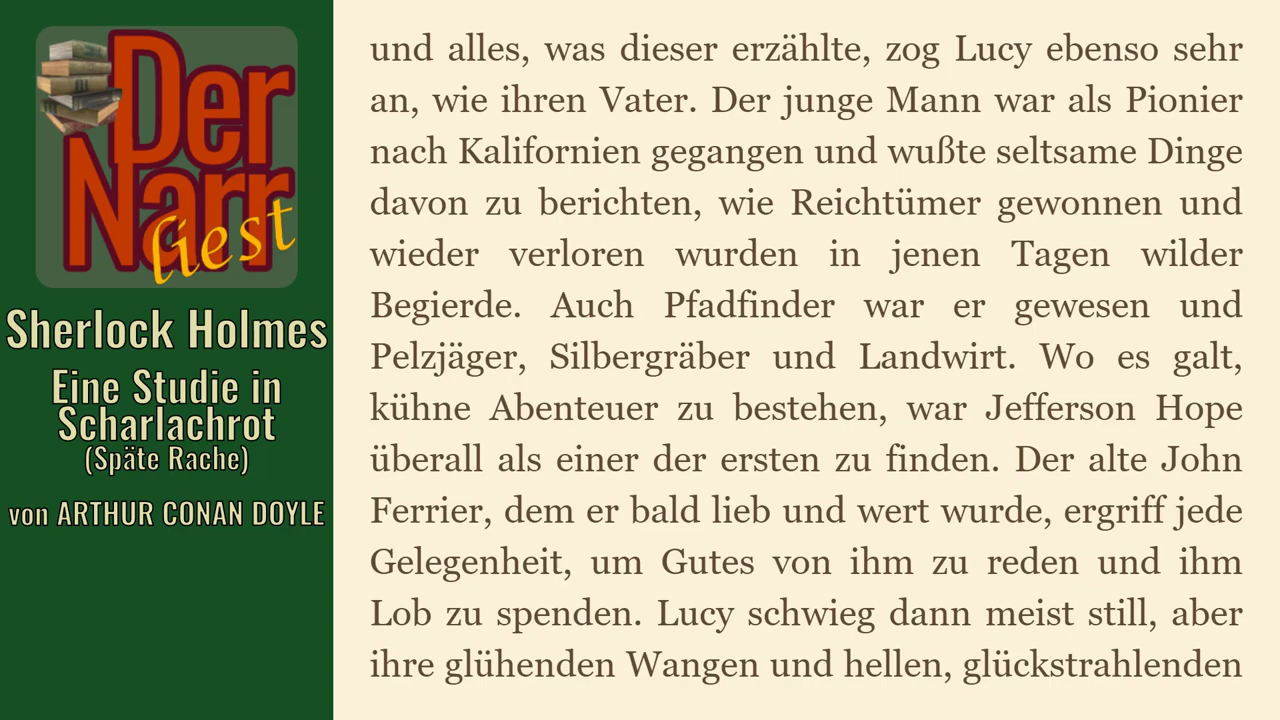 Der
Narr
liest
Sherlock Holmes
Eine Studie in
Scharlachrot
(Späte Rache)
von ARTHUR CONAN DOYLE
und alles, was dieser erzählte, zog Lucy ebenso sehr
an, wie ihren Vater. Der junge Mann war als Pionier
nach Kalifornien gegangen und wußte seltsame Dinge
davon zu berichten, wie Reichtümer gewonnen und
wieder verloren wurden in jenen Tagen wilder
Begierde. Auch Pfadfinder war er gewesen und
Pelzjäger, Silbergräber und Landwirt. Wo es galt,
kühne Abenteuer zu bestehen, war Jefferson Hope
überall als einer der ersten zu finden. Der alte John
Ferrier, dem er bald lieb und wert wurde, ergriff jede
Gelegenheit, um Gutes von ihm zu reden und ihm
Lob zu spenden. Lucy schwieg dann meist still, aber
ihre glühenden Wangen und hellen, glückstrahlenden